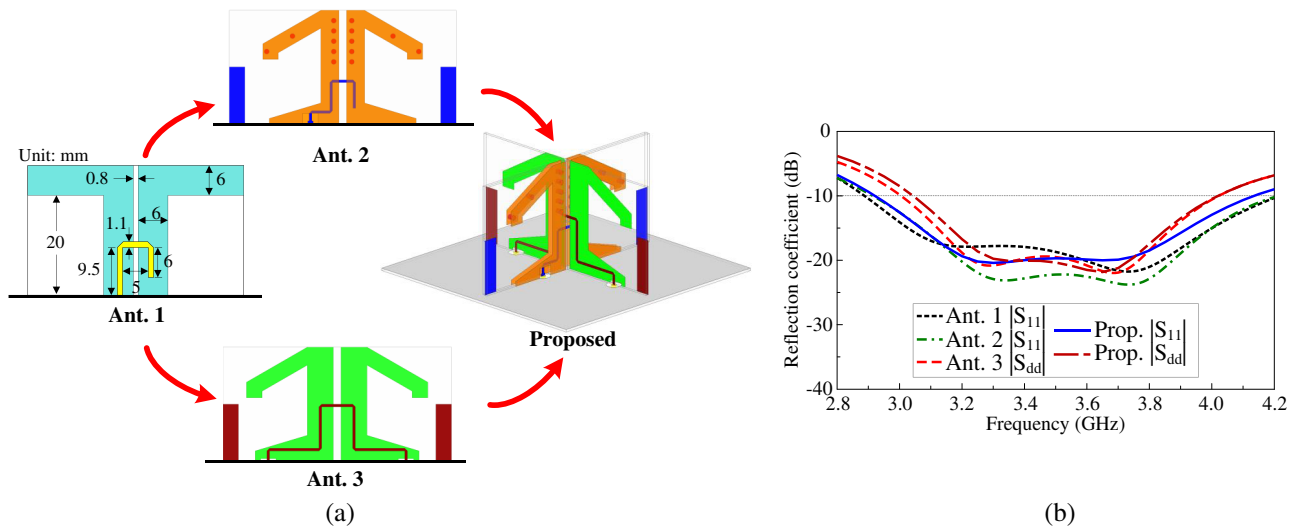 Ant. 2
Unit: mm
0.8
6
6
20
1.1
9.5
6
5
Ant. 1
Proposed
Ant. 3
(a)
0
-10
-20
-30
-40
Reflection coefficient (dB)
Ant. 1 |S11|
Ant. 2 |S11|
Ant. 3 |Sdd|
Prop. |S11|
Prop. |Sdd|
2.8 3.0 3.2 3.4 3.6 3.8 4.0 4.2
Frequency (GHz)
(b)